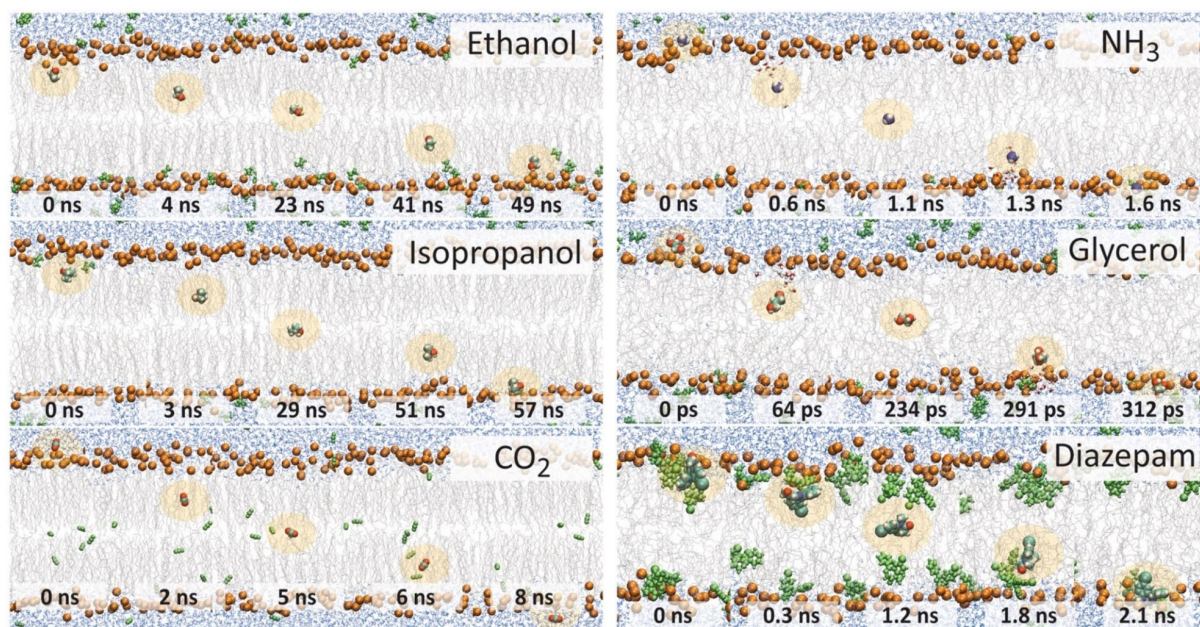 Ethanol
0 ns 4 ns 23 ns 41 ns 49 ns
Isopropanol
0 ns 3 ns 29 ns 51 ns 57 ns
CO₂
0 ns 2 ns 5 ns 6 ns 8 ns
NH₃
0 ns 0.6 ns 1.1 ns 1.3 ns 1.6 ns
Glycerol
0 ps 64 ps 234 ps 291 ps 312 ps
Diazepam
0 ns 0.3 ns 1.2 ns 1.8 ns 2.1 ns